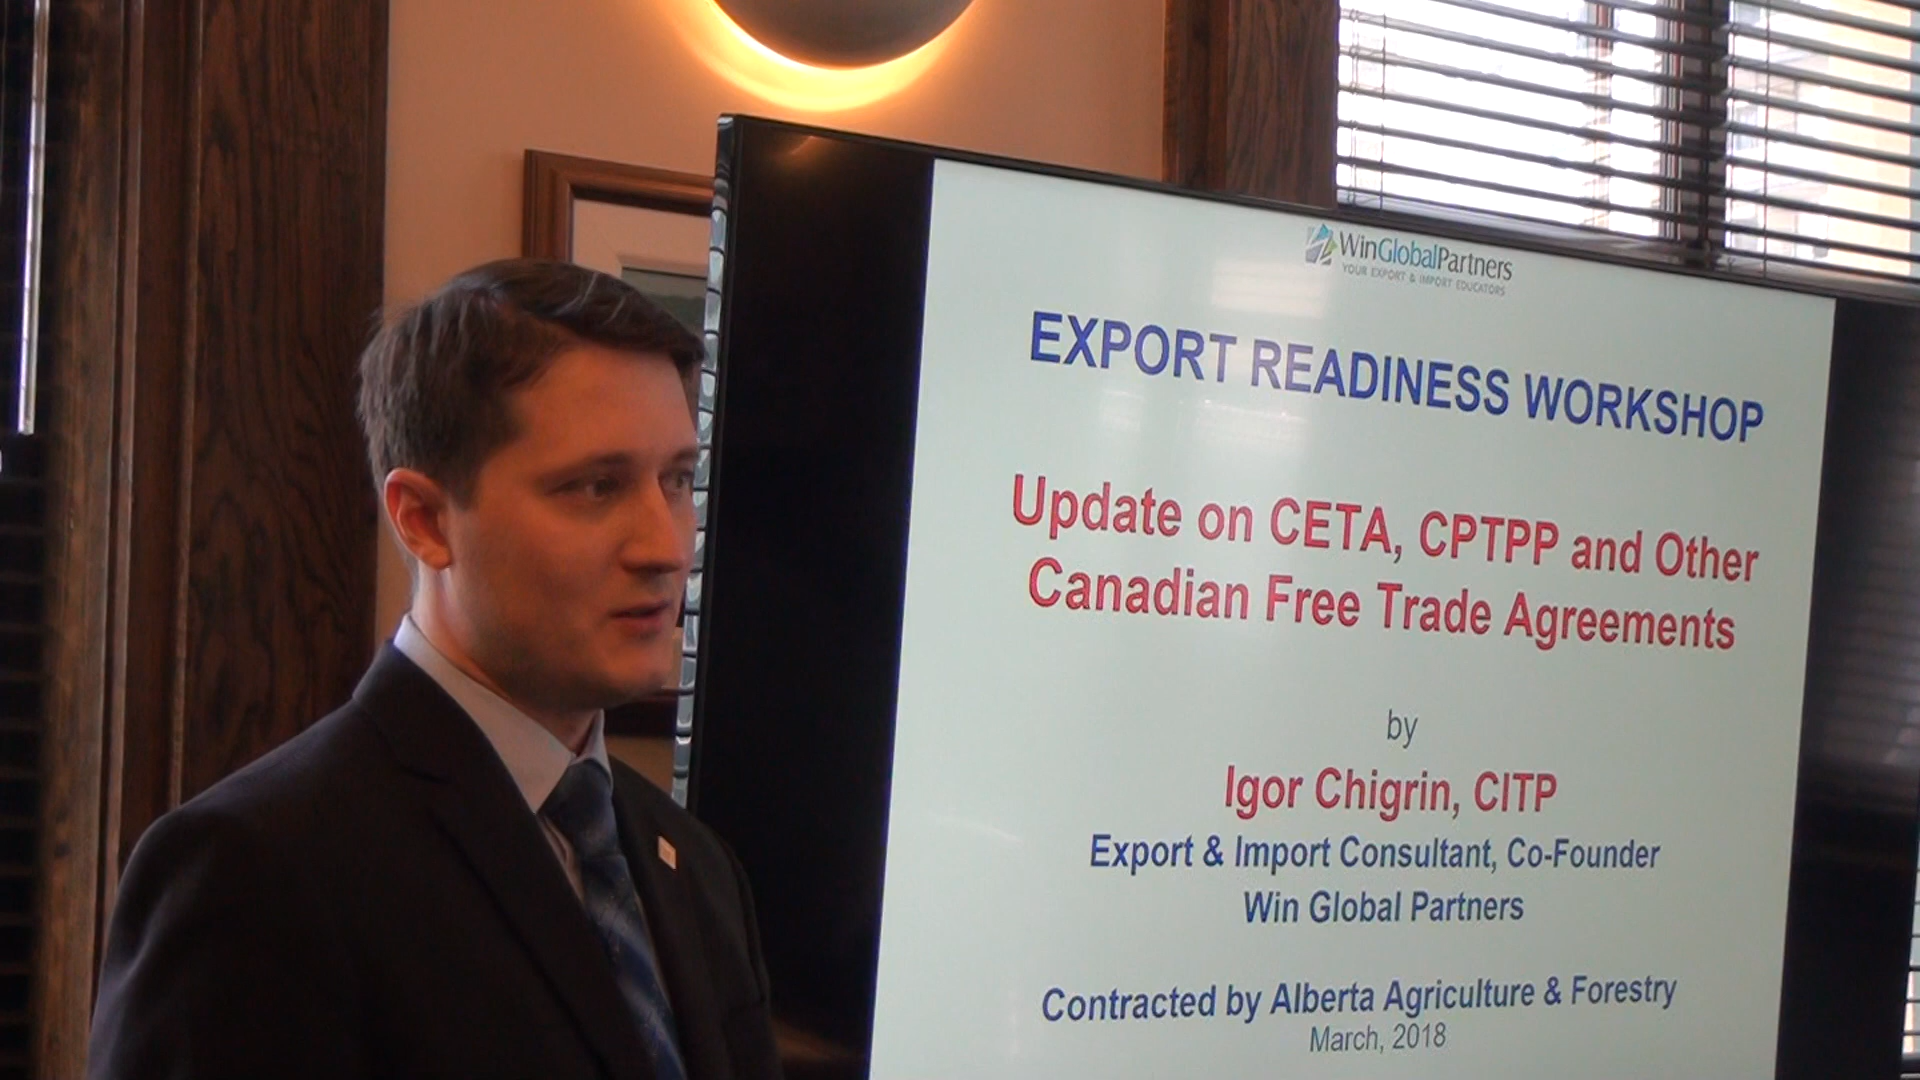 WinGlobalPartners
YOUR EXPORT & IMPORT EDUCATORS
EXPORT READINESS WORKSHOP
Update on CETA, CPTPP and Other
Canadian Free Trade Agreements
by
Igor Chigrin, CITP
Export & Import Consultant, Co-Founder
Win Global Partners
Contracted by Alberta Agriculture & Forestry
March, 2018